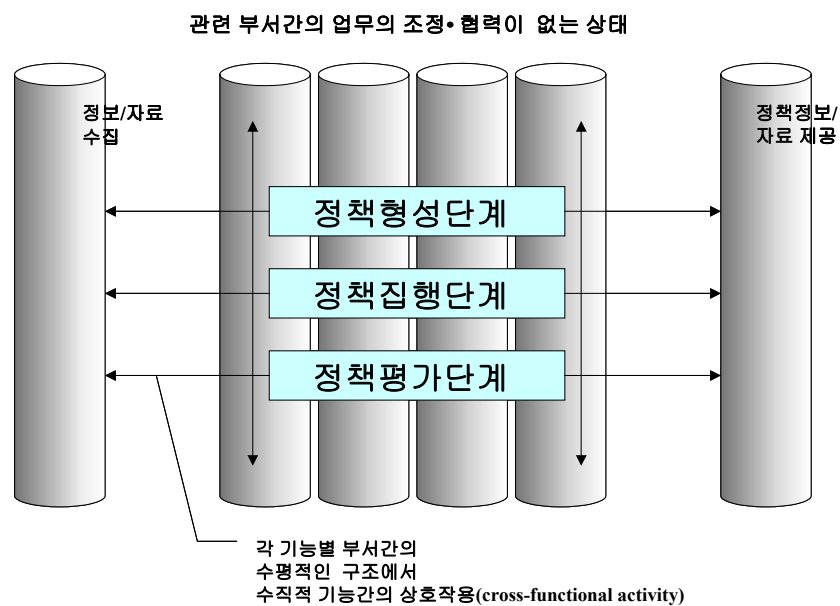 관련 부서간의 업무의 조정• 협력이 없는 상태
정보/자료
수집
정책정보/
자료 제공
정책형성단계
정책집행단계
정책평가단계
각 기능별 부서간의
수평적인 구조에서
수직적 기능간의 상호작용(cross-functional activity)